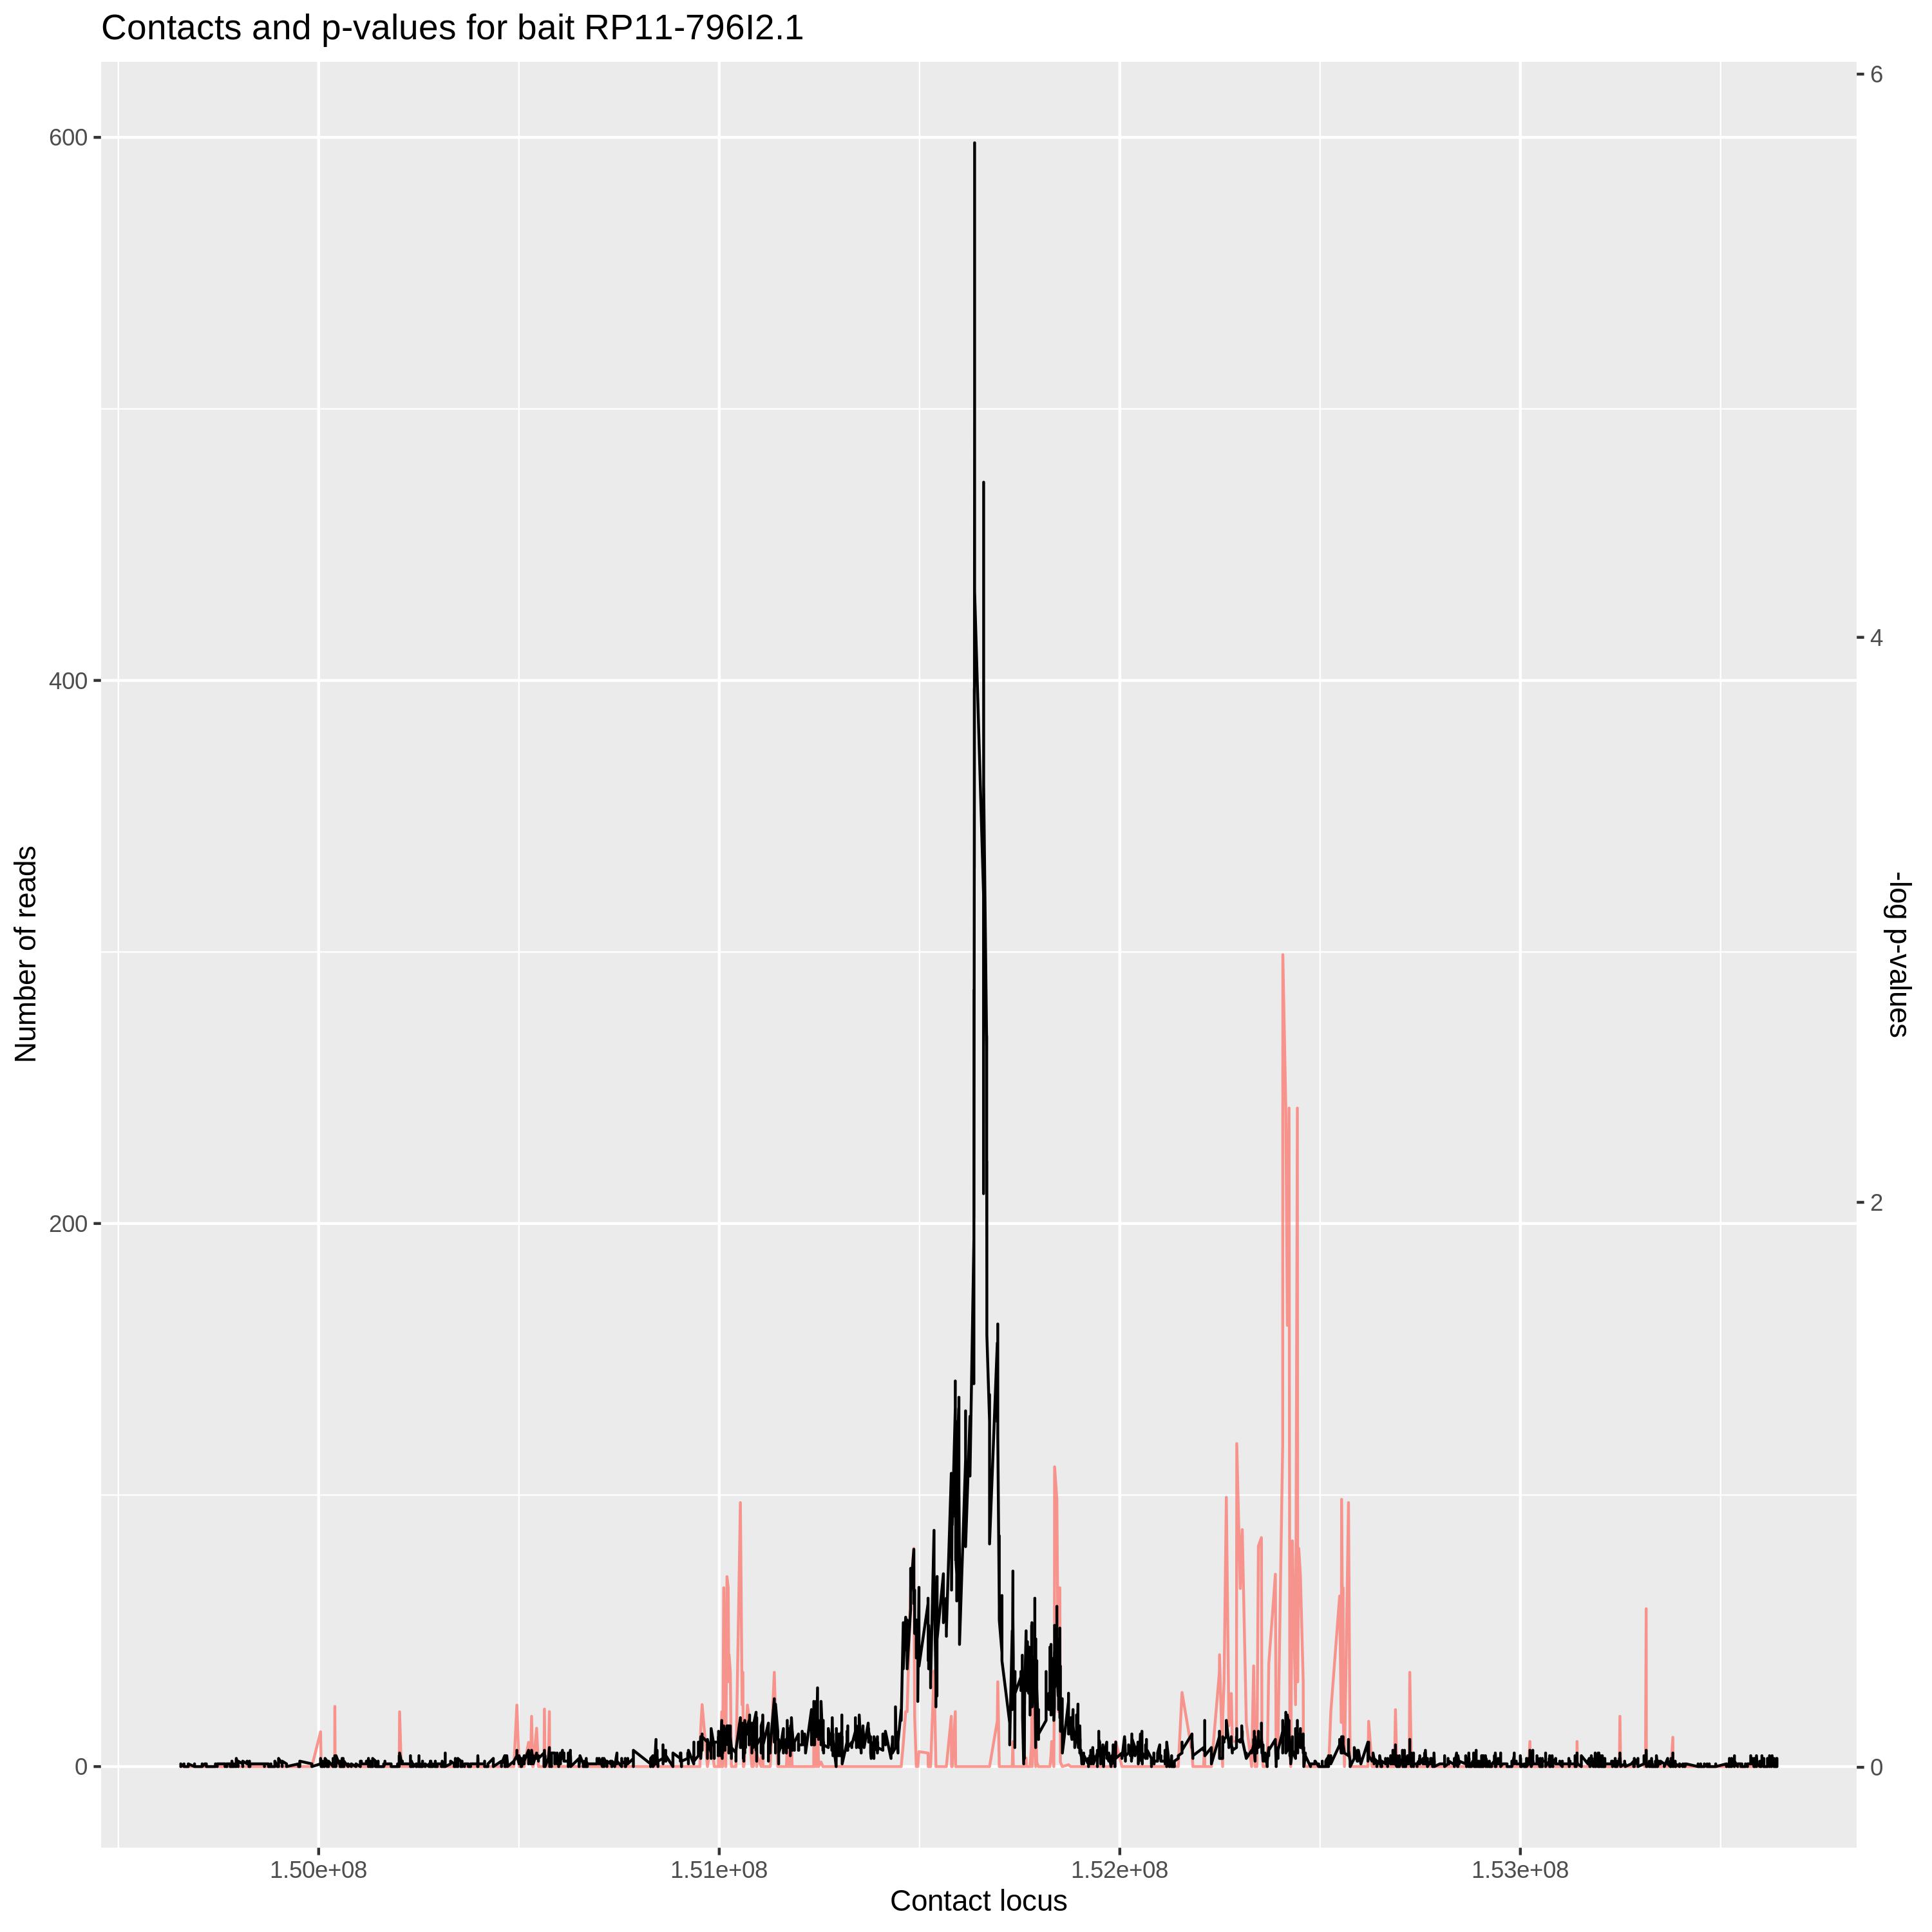 Contacts and p-values for bait RP11-796I2.1
6
600
4
400
Number of reads
-log p-values
2
200
0
0
1.50e+08
1.51e+08
1.52e+08
1.53e+08
Contact locus